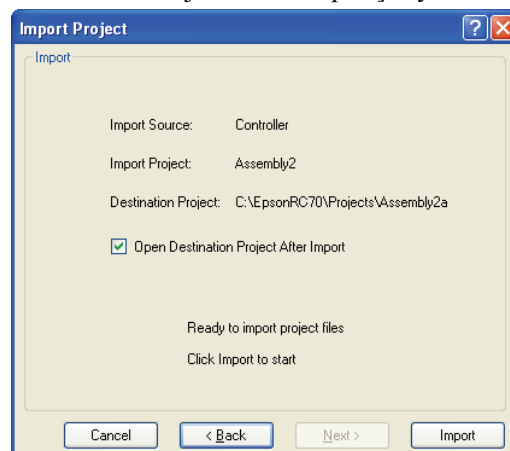 Import Project
Import
Import Source: Controller
Import Project: Assembly2
Destination Project: C:\EpsonRC70\Projects\Assembly2a
Open Destination Project After Import
Ready to import project files
Click Import to start
Cancel < Back Next > Import